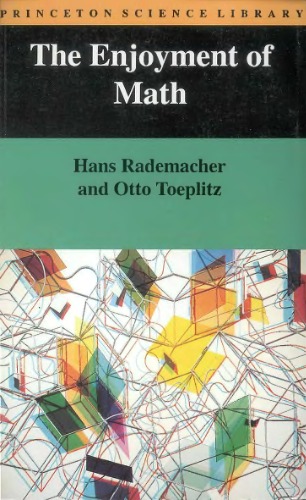 PRINCETON SCIENCE LIBRARY
The Enjoyment of
Math
Hans Rademacher
and Otto Toeplitz